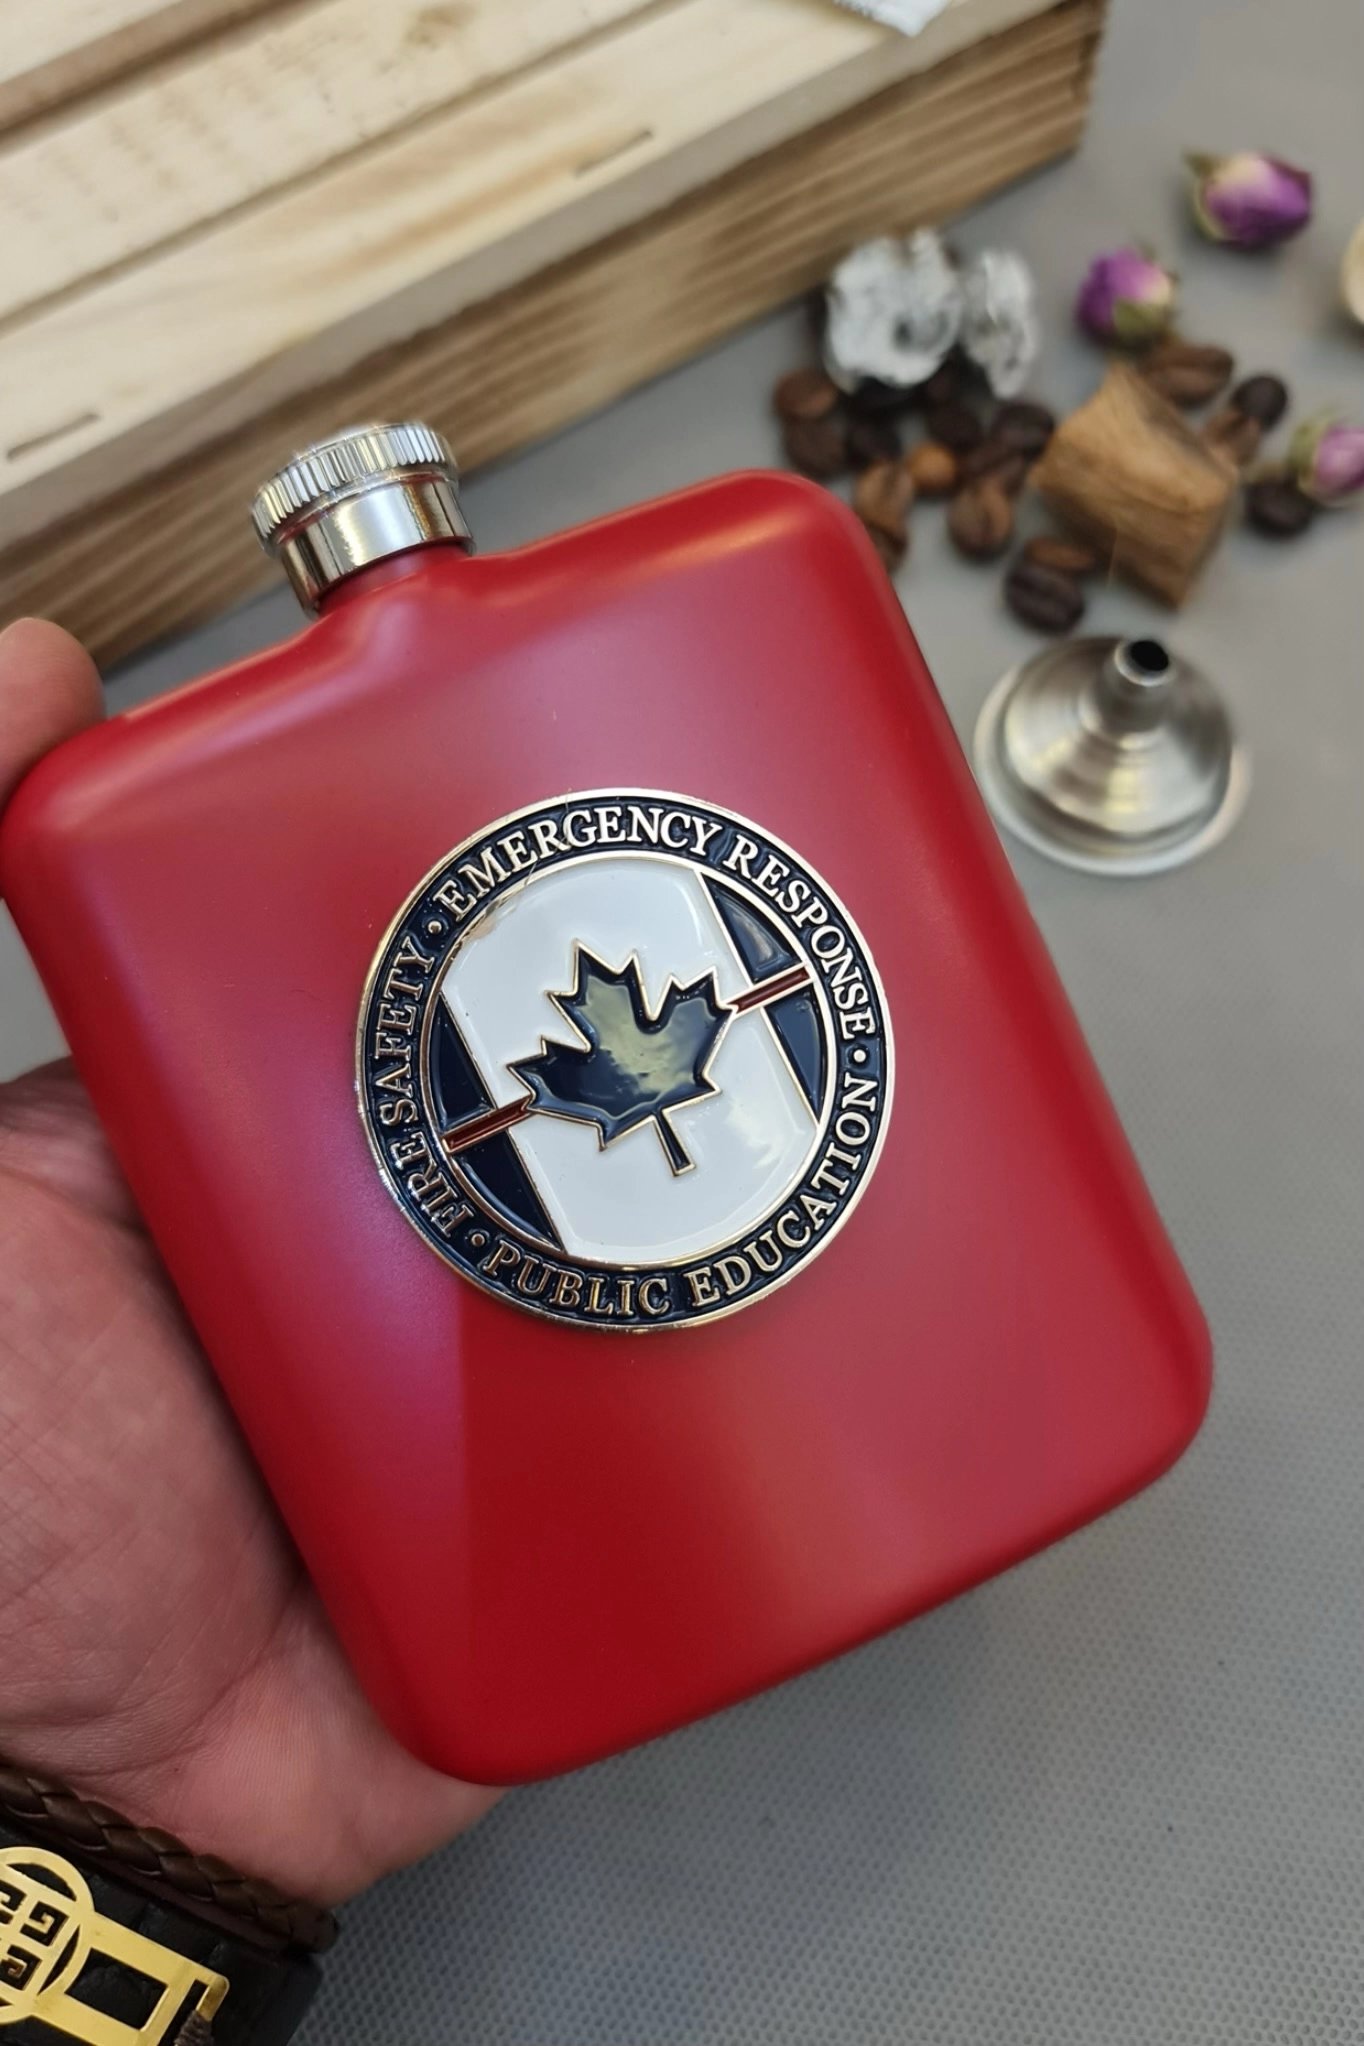 FIRE SAFETY • EMERGENCY RESPONSE • PUBLIC EDUCATION •